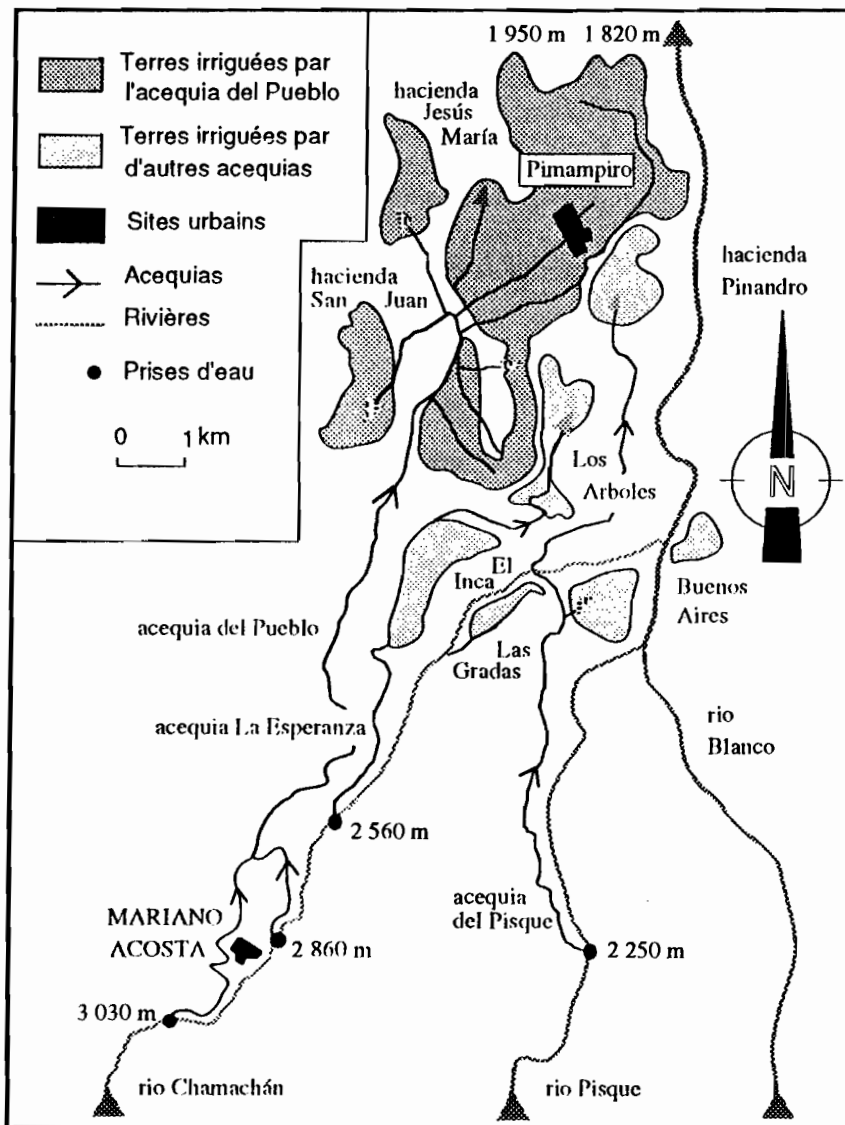 Terres irriguées par
l'acequia del Pueblo
Terres irriguées par
d'autres acequias
Sites urbains
Acequias
Rivières
Prises d'eau
0 1 km
1 950 m 1 820 m
hacienda
Jesús
María
Pimampiro
hacienda
San Juan
hacienda
Pinandro
Los
Arboles
N
El
Inca
Buenos
Aires
acequia del Pueblo
Las
Gradas
acequia La Esperanza
rio
Blanco
2 560 m
MARIANO
ACOSTA
2 860 m
acequia
del Pisque
2 250 m
3 030 m
rio Chamachán
rio Pisque